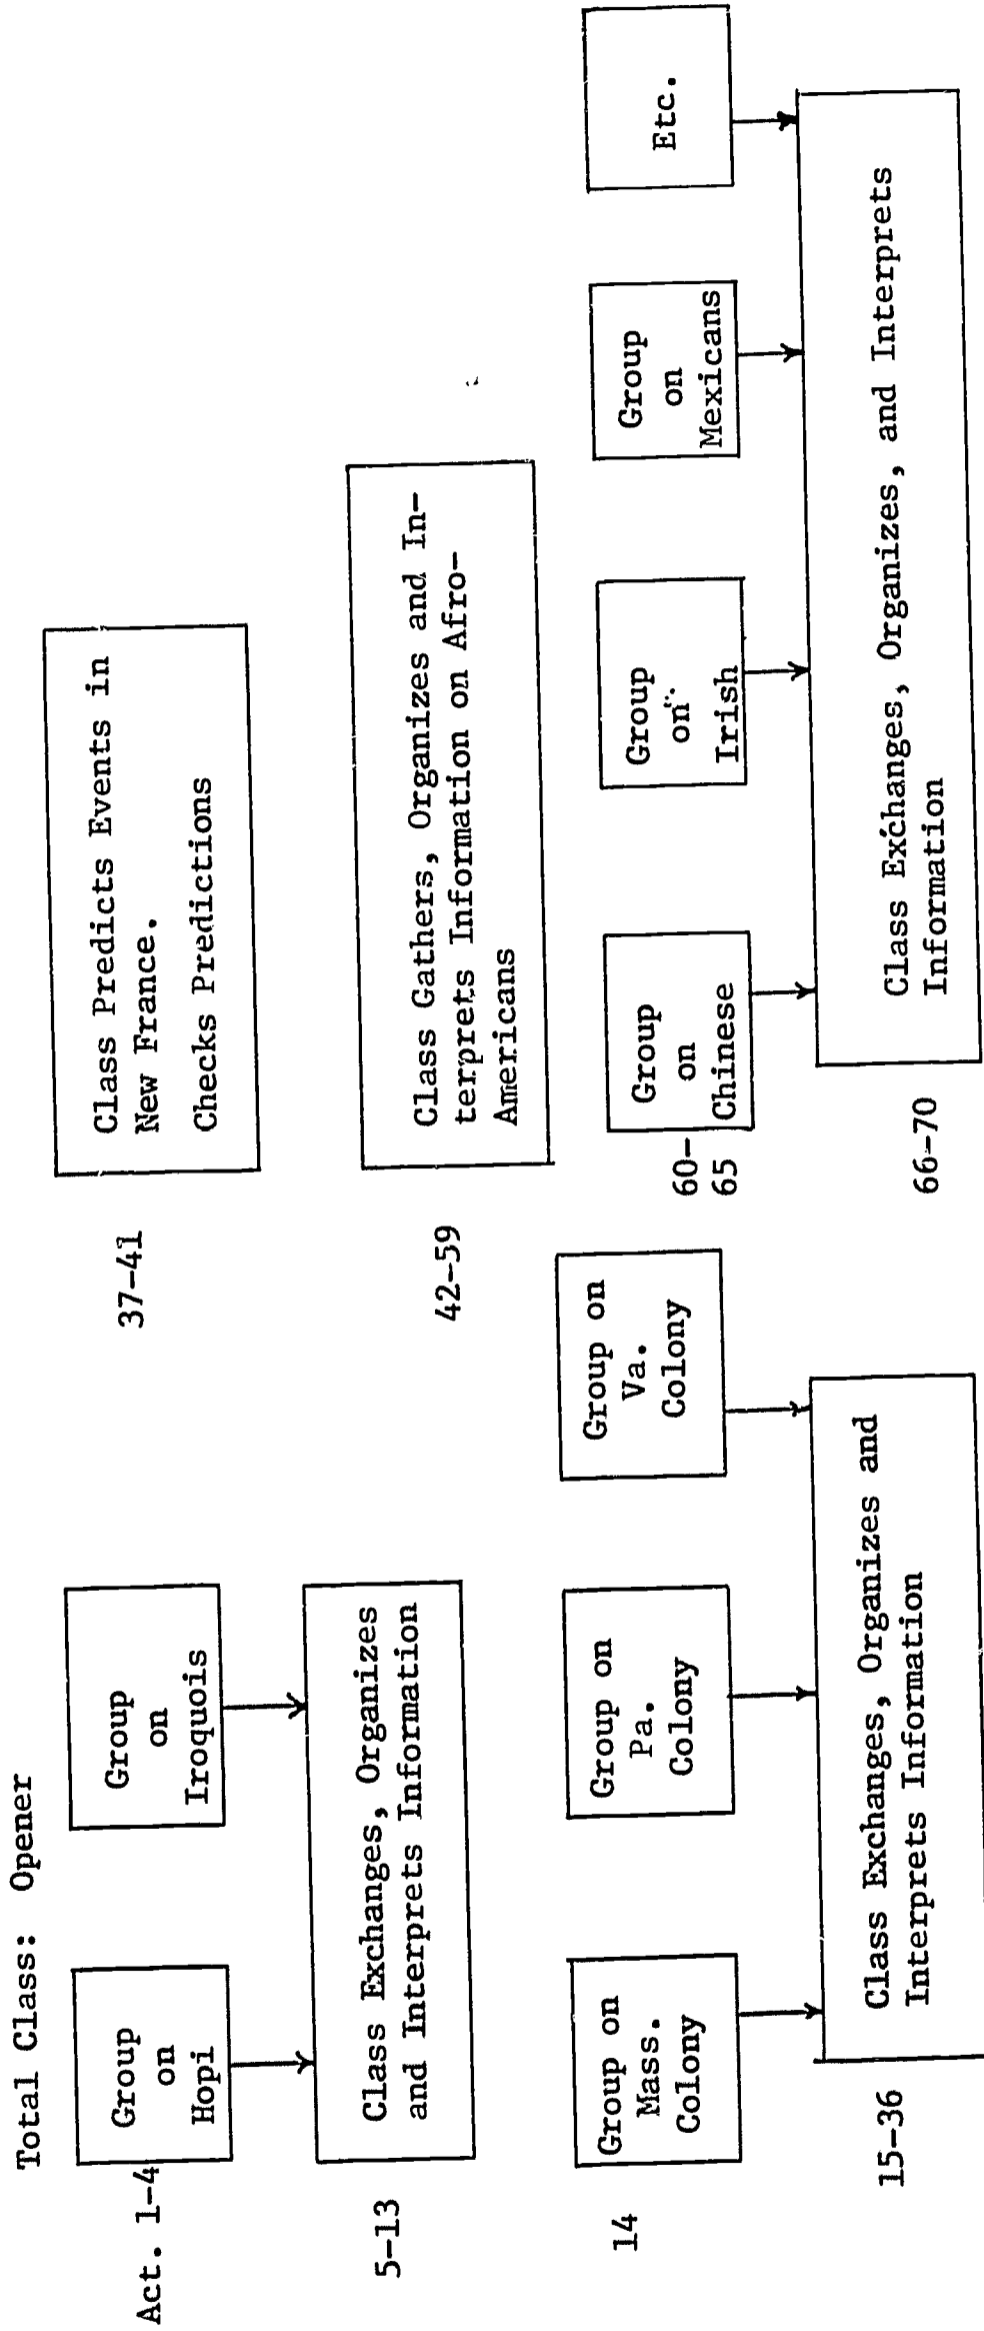 Total Class: Opener
Act. 1-4
Group
on
Hopi
Group
on
Iroquois
5-13
Class Exchanges, Organizes
and Interprets Information
14
Group on
Mass.
Colony
Group on
Pa.
Colony
Group on
Va.
Colony
15-36
Class Exchanges, Organizes and
Interprets Information
37-41
Class Predicts Events in
New France.
Checks Predictions
42-59
Class Gathers, Organizes and In-
terprets Information on Afro-
Americans
60-
65
Group
on
Chinese
Group
on
Irish
Group
on
Mexicans
Etc.
66-70
Class Exchanges, Organizes, and Interprets
Information